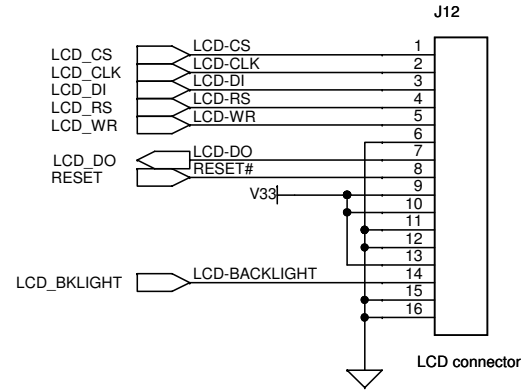 J12
LCD_CS LCD-CS 1
LCD_CLK LCD-CLK 2
LCD_DI LCD-DI 3
LCD_RS LCD-RS 4
LCD_WR LCD-WR 5
6
LCD_DO LCD-DO 7
RESET RESET# 8
V33 9
10
11
12
13
LCD_BKLIGHT LCD-BACKLIGHT 14
15
16
LCD connector